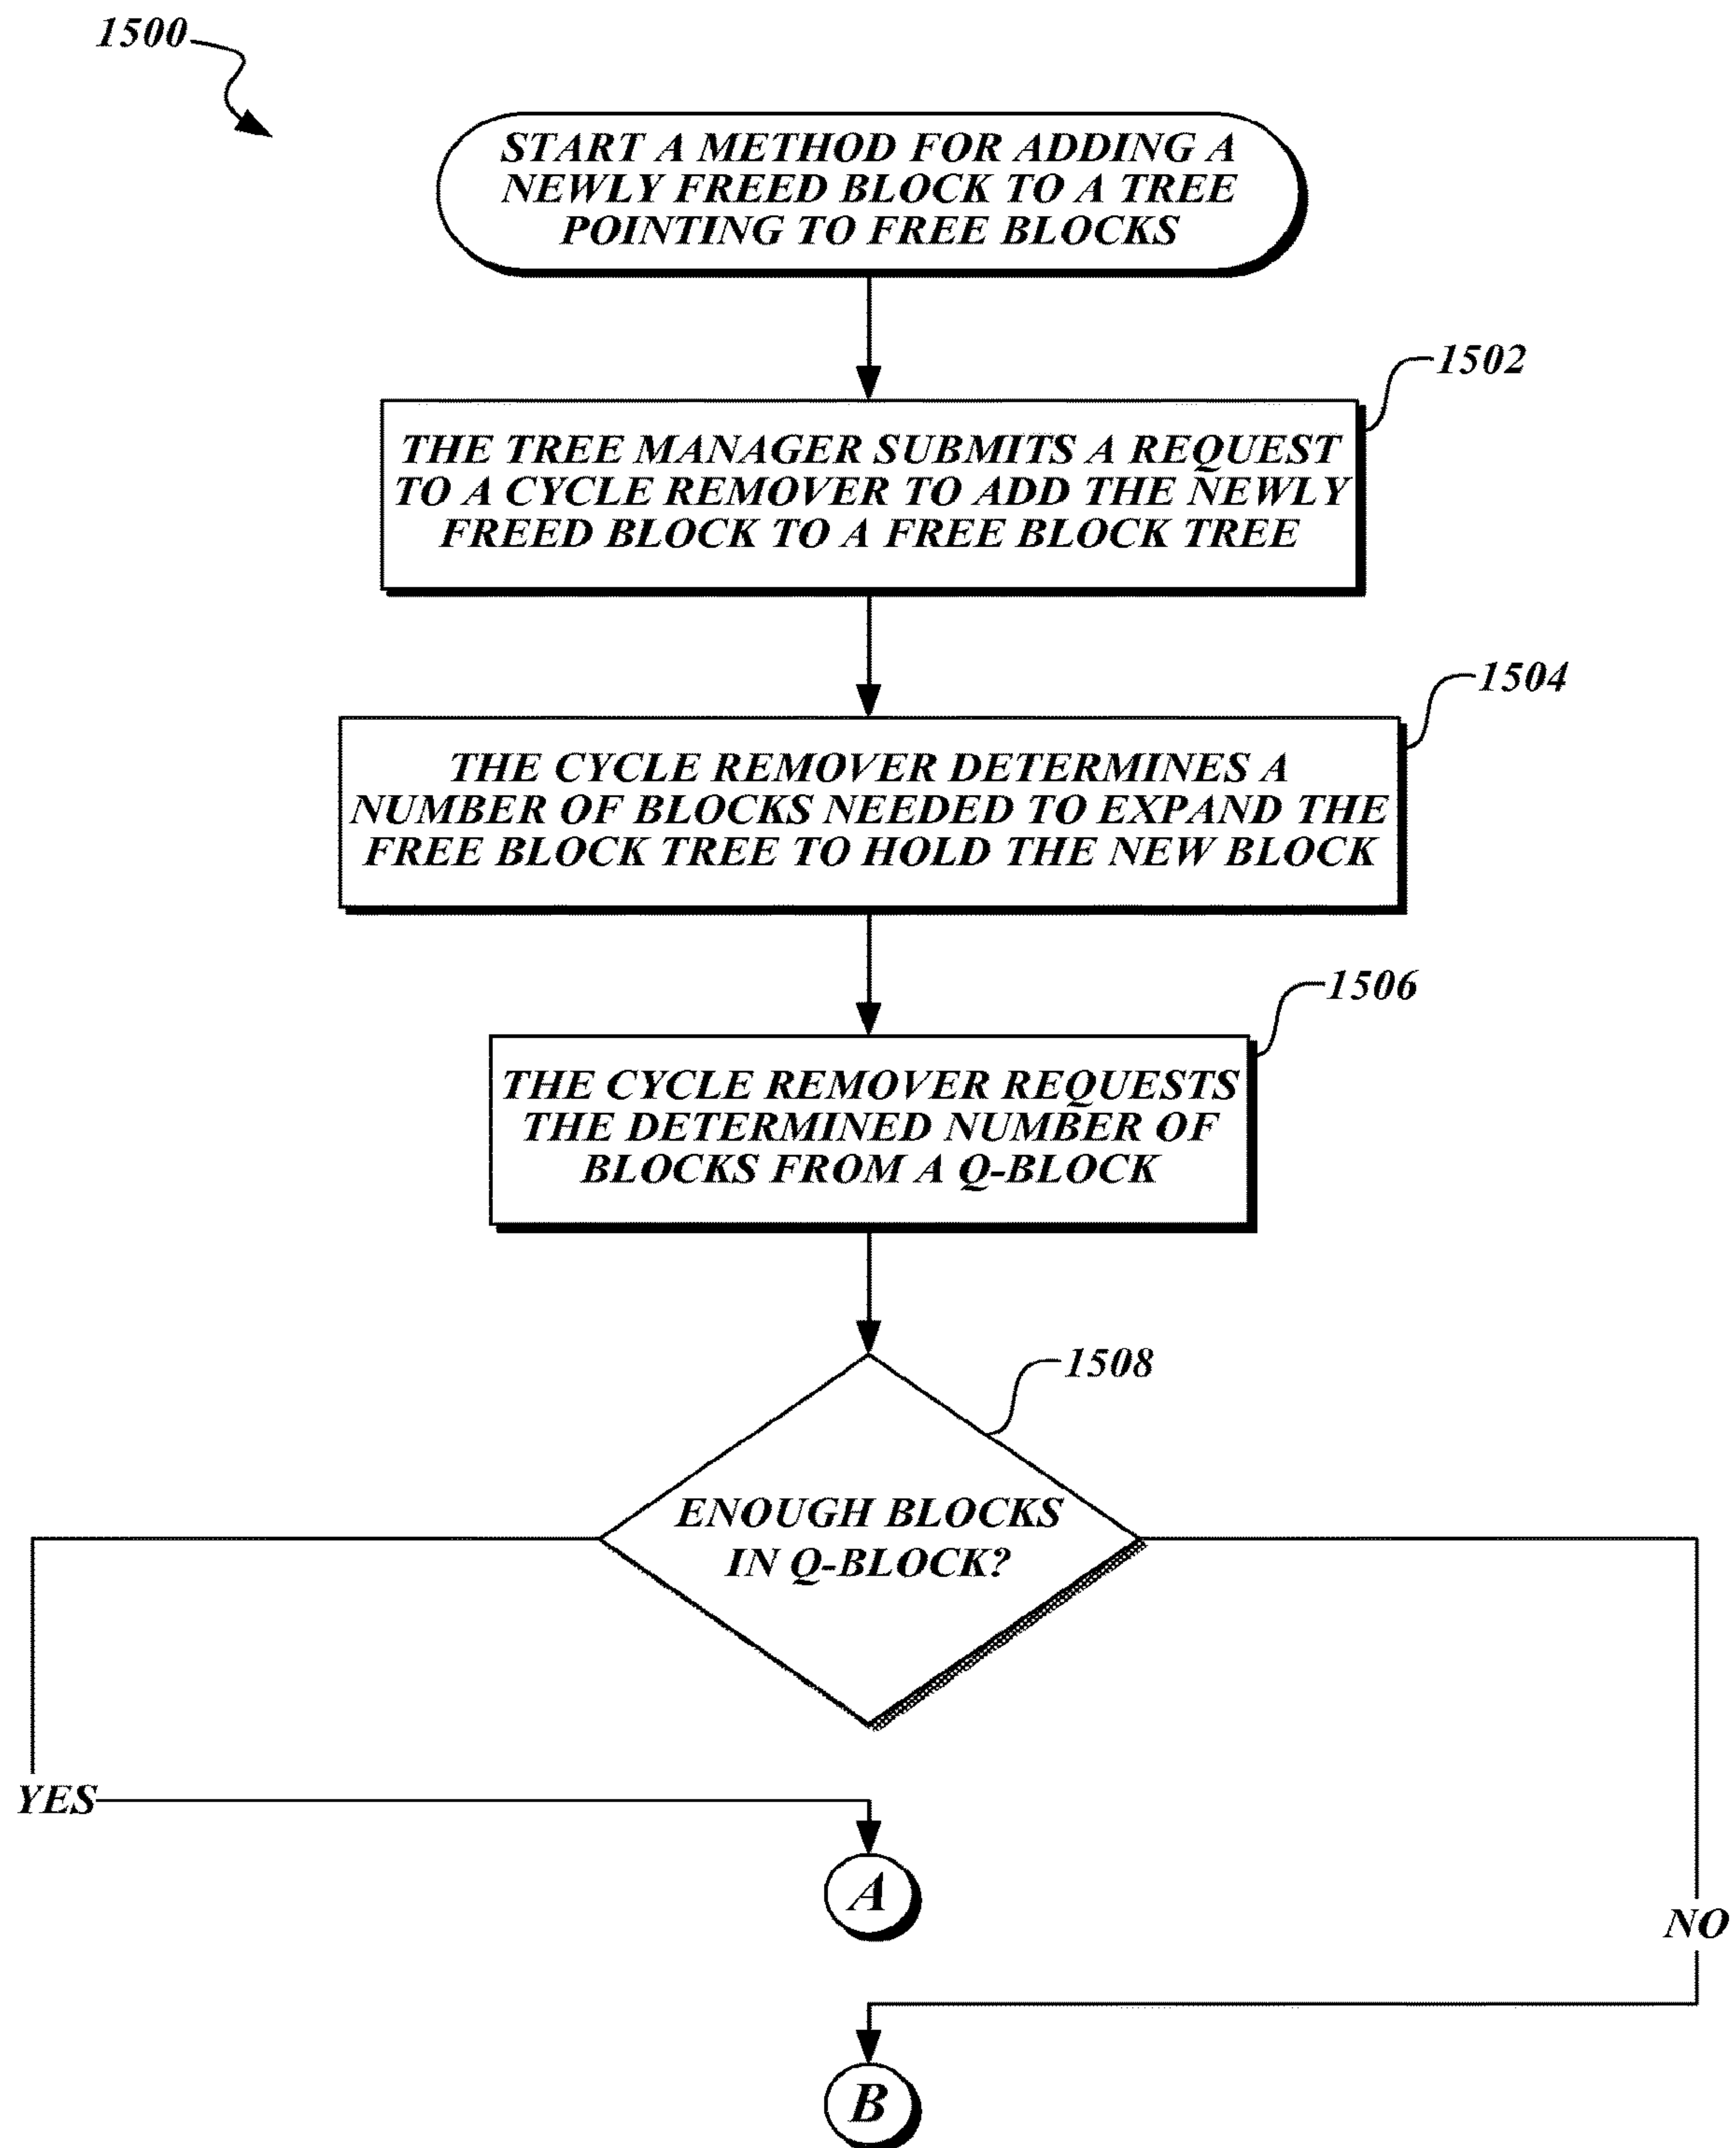 1500
START A METHOD FOR ADDING A
NEWLY FREED BLOCK TO A TREE
POINTING TO FREE BLOCKS
1502
THE TREE MANAGER SUBMITS A REQUEST
TO A CYCLE REMOVER TO ADD THE NEWLY
FREED BLOCK TO A FREE BLOCK TREE
1504
THE CYCLE REMOVER DETERMINES A
NUMBER OF BLOCKS NEEDED TO EXPAND THE
FREE BLOCK TREE TO HOLD THE NEW BLOCK
1506
THE CYCLE REMOVER REQUESTS
THE DETERMINED NUMBER OF
BLOCKS FROM A Q-BLOCK
1508
ENOUGH BLOCKS
IN Q-BLOCK?
YES
A
NO
B